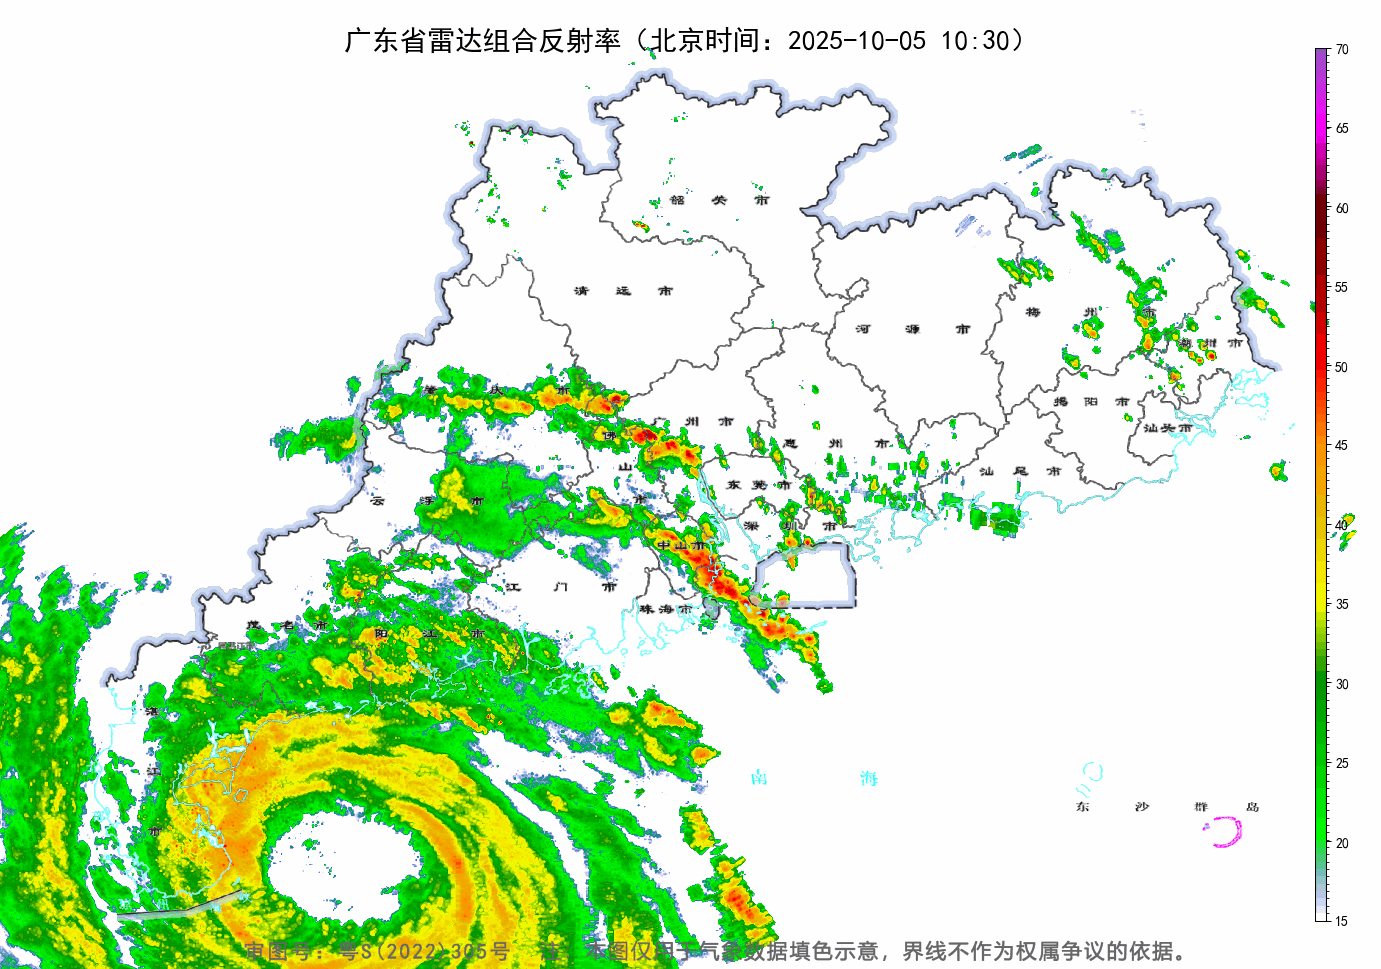 广东省雷达组合反射率（北京时间：2025-10-05 10:30）
70
65
60
55
50
45
40
35
30
25
20
15
韶关市
清远市
河源市
梅州市
潮州市
肇庆市
广州市
揭阳市
汕头市
佛山市
惠州市
汕尾市
东莞市
云浮市
深圳市
中山市
江门市
珠海市
茂名市
阳江市
湛江市
南海
东沙群岛
审图号：粤S(2022)305号 注：本图仅用于气象数据填色示意，界线不作为权属争议的依据。